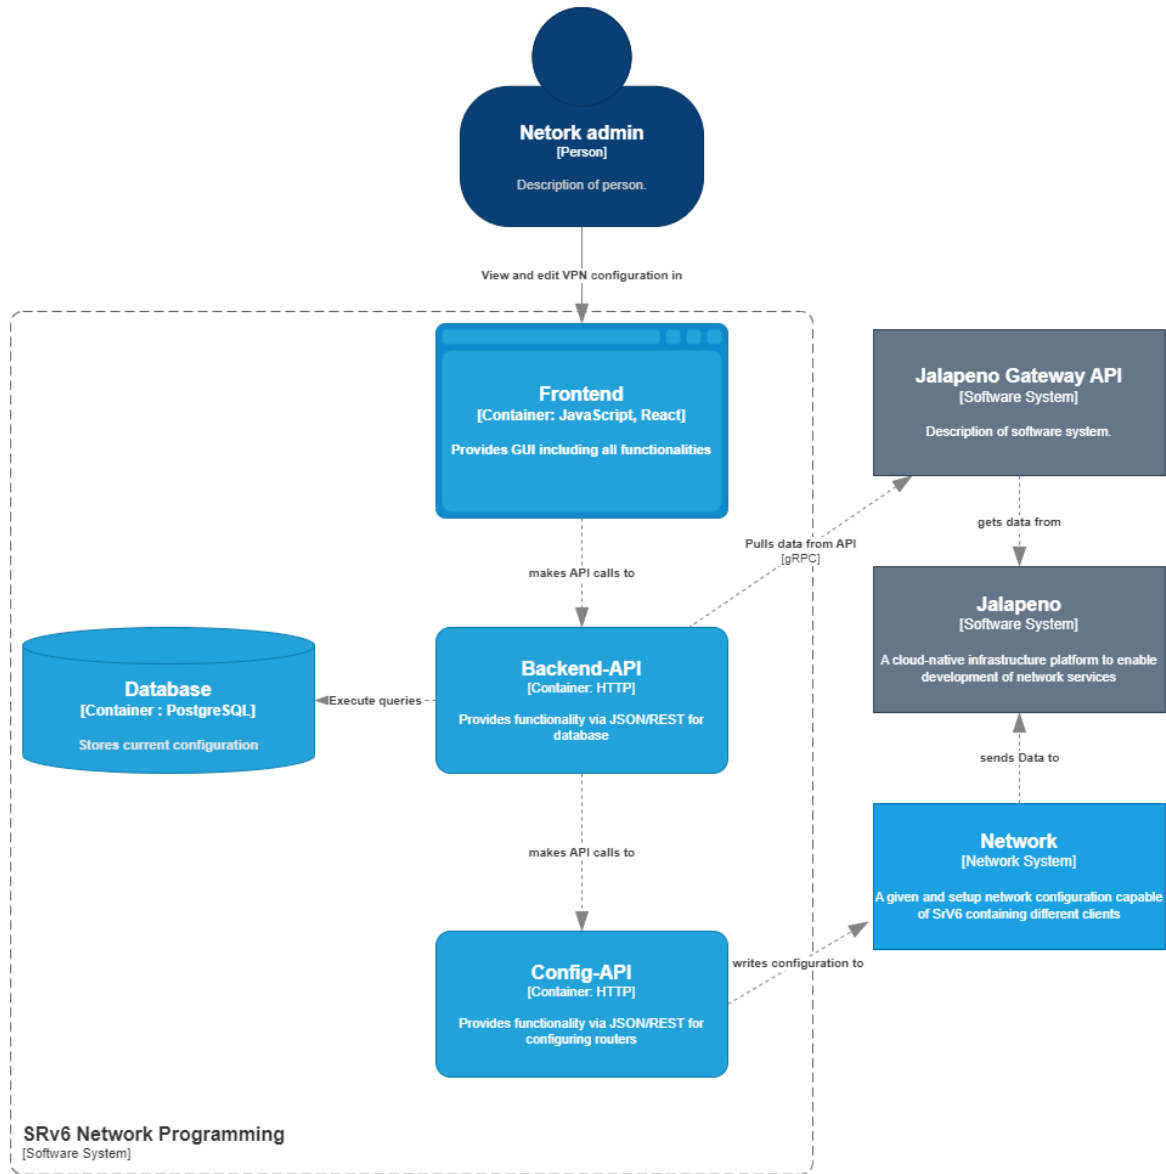 Netork admin
[Person]
Description of person.
View and edit VPN configuration in
Frontend
[Container: JavaScript, React]
Provides GUI including all functionalities
Jalapeno Gateway API
[Software System]
Description of software system.
gets data from
Pulls data from API
[gRPC]
makes API calls to
Jalapeno
[Software System]
A cloud-native infrastructure platform to enable
development of network services
Backend-API
[Container: HTTP]
Provides functionality via JSON/REST for
database
Execute queries
Database
[Container : PostgreSQL]
Stores current configuration
sends Data to
makes API calls to
Network
[Network System]
A given and setup network configuration capable
of SrV6 containing different clients
Config-API
[Container: HTTP]
Provides functionality via JSON/REST for
configuring routers
writes configuration to
SRv6 Network Programming
[Software System]